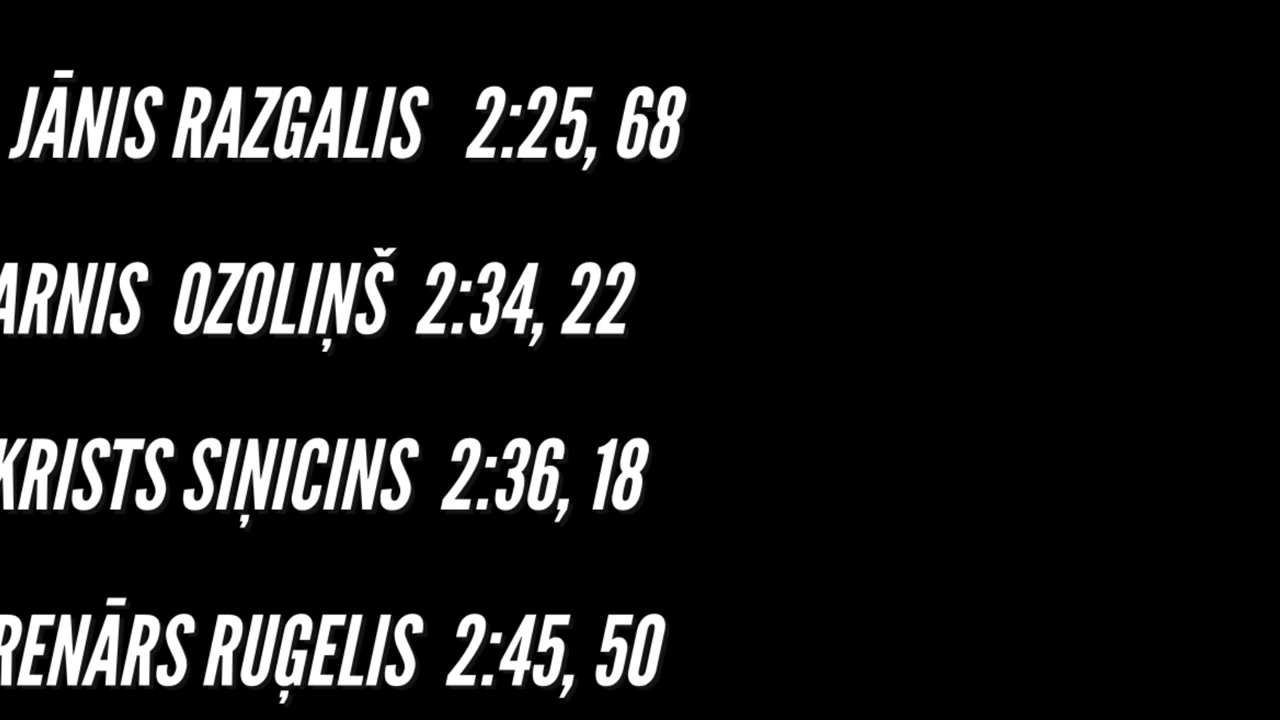 JĀNIS RAZGALIS 2:25, 68
ARNIS OZOLIŅŠ 2:34, 22
KRISTS SIŅICINS 2:36, 18
RENĀRS RUĢELIS 2:45, 50